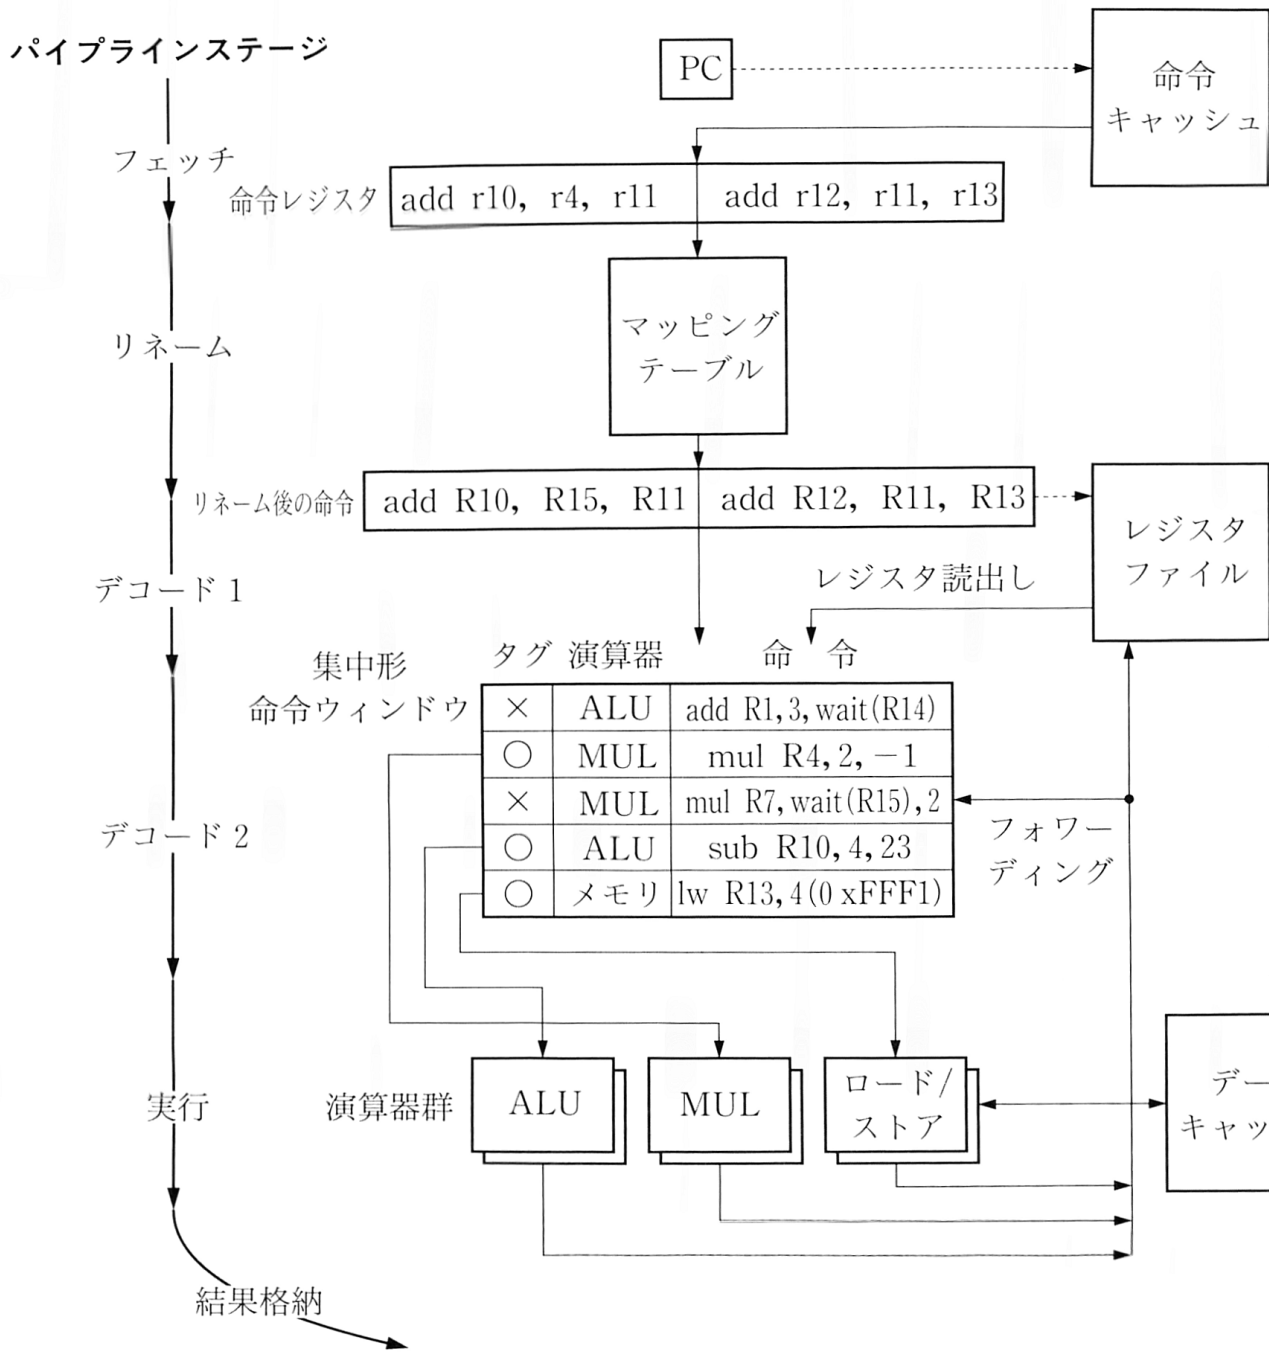 パイプラインステージ
PC
命令
キャッシュ
フェッチ
命令レジスタ
add r10, r4, r11
add r12, r11, r13
リネーム
マッピング
テーブル
リネーム後の命令
add R10, R15, R11
add R12, R11, R13
レジスタ
ファイル
デコード1
レジスタ読出し
集中形
命令ウィンドウ
タグ 演算器 命 令
× ALU add R1,3,wait(R14)
○ MUL mul R4,2,−1
× MUL mul R7,wait(R15),2
○ ALU sub R10,4,23
○ メモリ lw R13,4(0 xFFF1)
デコード2
フォワー
ディング
実行
演算器群
ALU
MUL
ロード/
ストア
デー
キャッ
結果格納